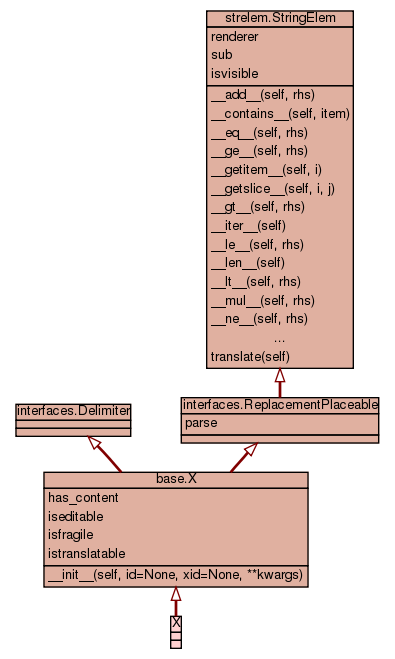 strelem.StringElem
renderer
sub
isvisible
__add__(self, rhs)
__contains__(self, item)
__eq__(self, rhs)
__ge__(self, rhs)
__getitem__(self, i)
__getslice__(self, i, j)
__gt__(self, rhs)
__iter__(self)
__le__(self, rhs)
__len__(self)
__lt__(self, rhs)
__mul__(self, rhs)
__ne__(self, rhs)
...
translate(self)
interfaces.Delimiter
interfaces.ReplacementPlaceable
parse
base.X
has_content
iseditable
isfragile
istranslatable
__init__(self, id=None, xid=None, **kwargs)
X